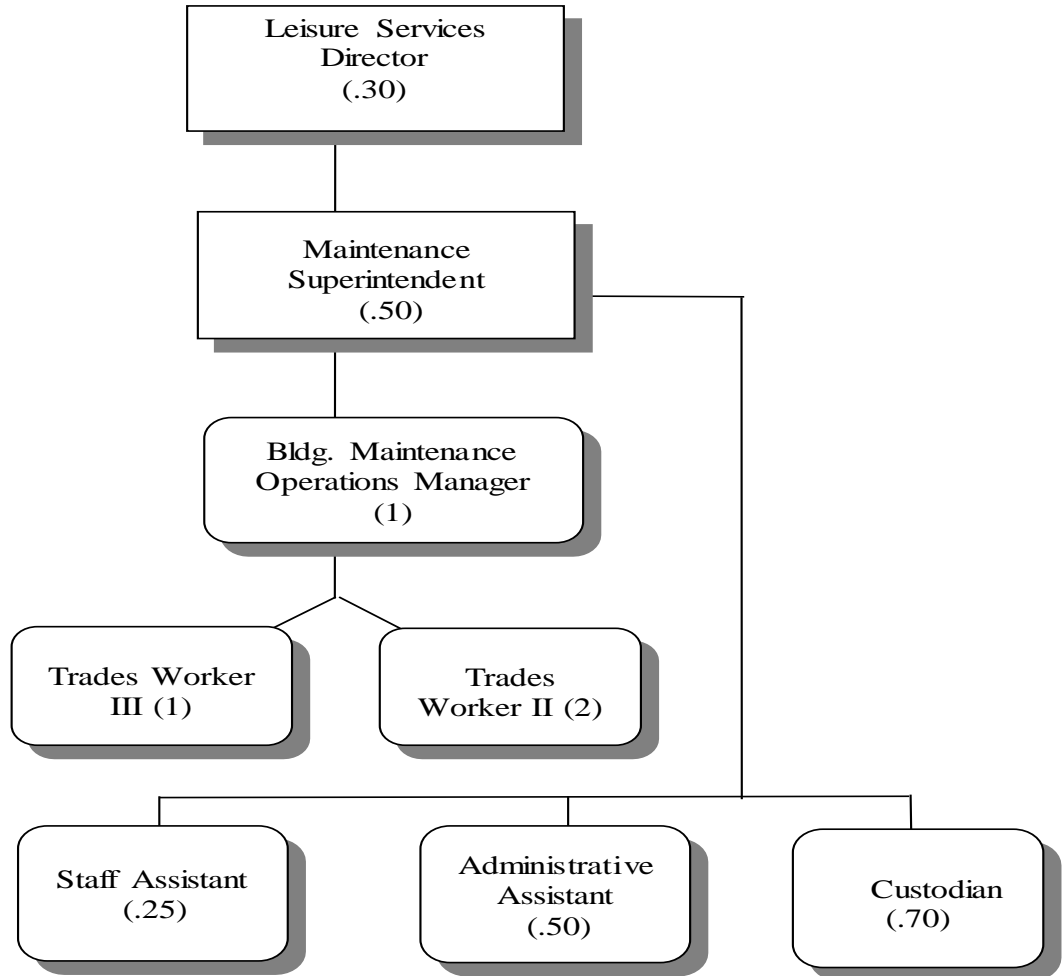 Leisure Services
Director
(.30)
Maintenance
Superintendent
(.50)
Bldg. Maintenance
Operations Manager
(1)
Trades Worker
III (1)
Trades
Worker II (2)
Staff Assistant
(.25)
Administrative
Assistant
(.50)
Custodian
(.70)